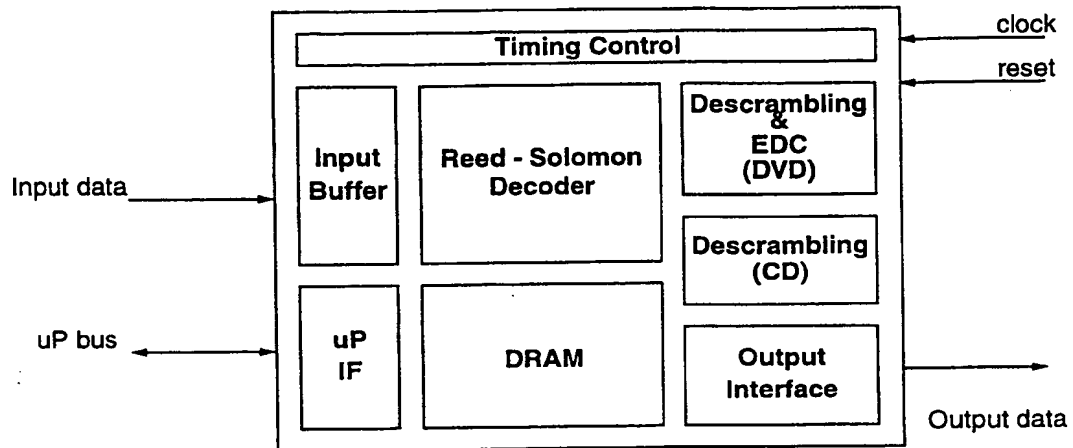 clock
Timing Control
reset
Descrambling
&
EDC
(DVD)
Input
Buffer
Reed - Solomon
Decoder
Input data
Descrambling
(CD)
uP bus
uP
IF
DRAM
Output
Interface
Output data